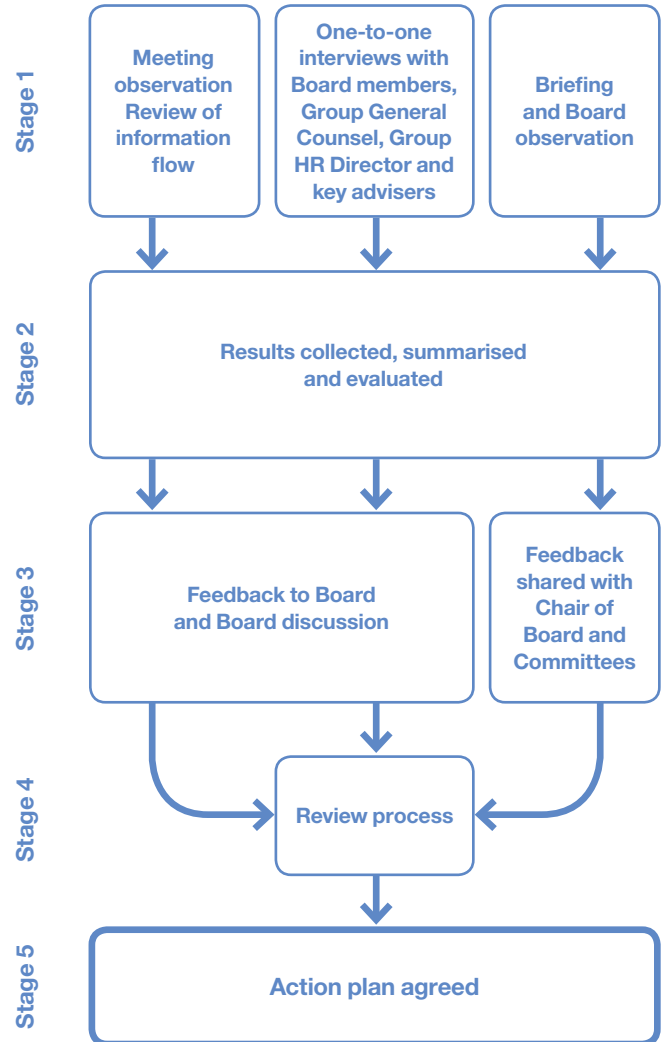 Stage 1
Meeting
observation
Review of
information
flow
One-to-one
interviews with
Board members,
Group General
Counsel, Group
HR Director and
key advisers
Briefing
and Board
observation
Stage 2
Results collected, summarised
and evaluated
Stage 3
Feedback to Board
and Board discussion
Feedback
shared with
Chair of
Board and
Committees
Stage 4
Review process
Stage 5
Action plan agreed